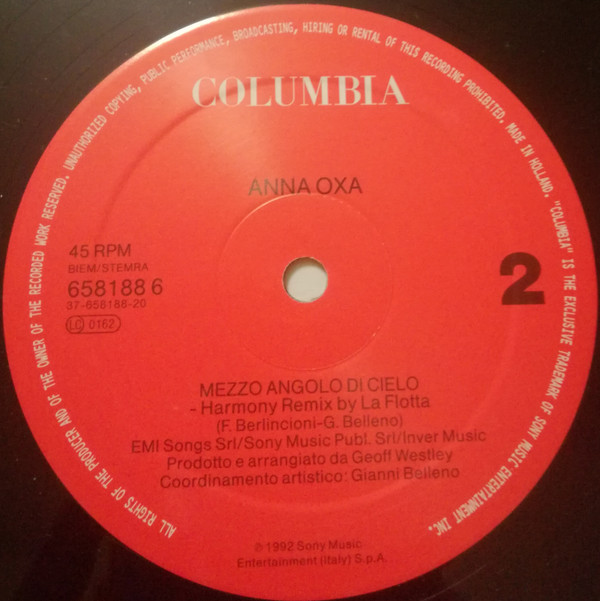 ALL RIGHTS OF THE PRODUCER AND OF THE OWNER OF THE RECORDED WORK RESERVED. UNAUTHORIZED COPYING, PUBLIC PERFORMANCE, BROADCASTING, HIRING OR RENTAL OF THIS RECORDING PROHIBITED. MADE IN HOLLAND. "COLUMBIA" IS THE EXCLUSIVE TRADEMARK OF SONY MUSIC ENTERTAINMENT INC.
COLUMBIA
ANNA OXA
45 RPM
BIEM/STEMRA
658188 6
37-658188-20
LC 0162
2
MEZZO ANGOLO DI CIELO
- Harmony Remix by La Flotta
(F. Berlincioni-G. Belleno)
EMI Songs Srl/Sony Music Publ. Srl/Inver Music
Prodotto e arrangiato da Geoff Westley
Coordinamento artistico: Gianni Belleno
℗ 1992 Sony Music
Entertainment (Italy) S.p.A.